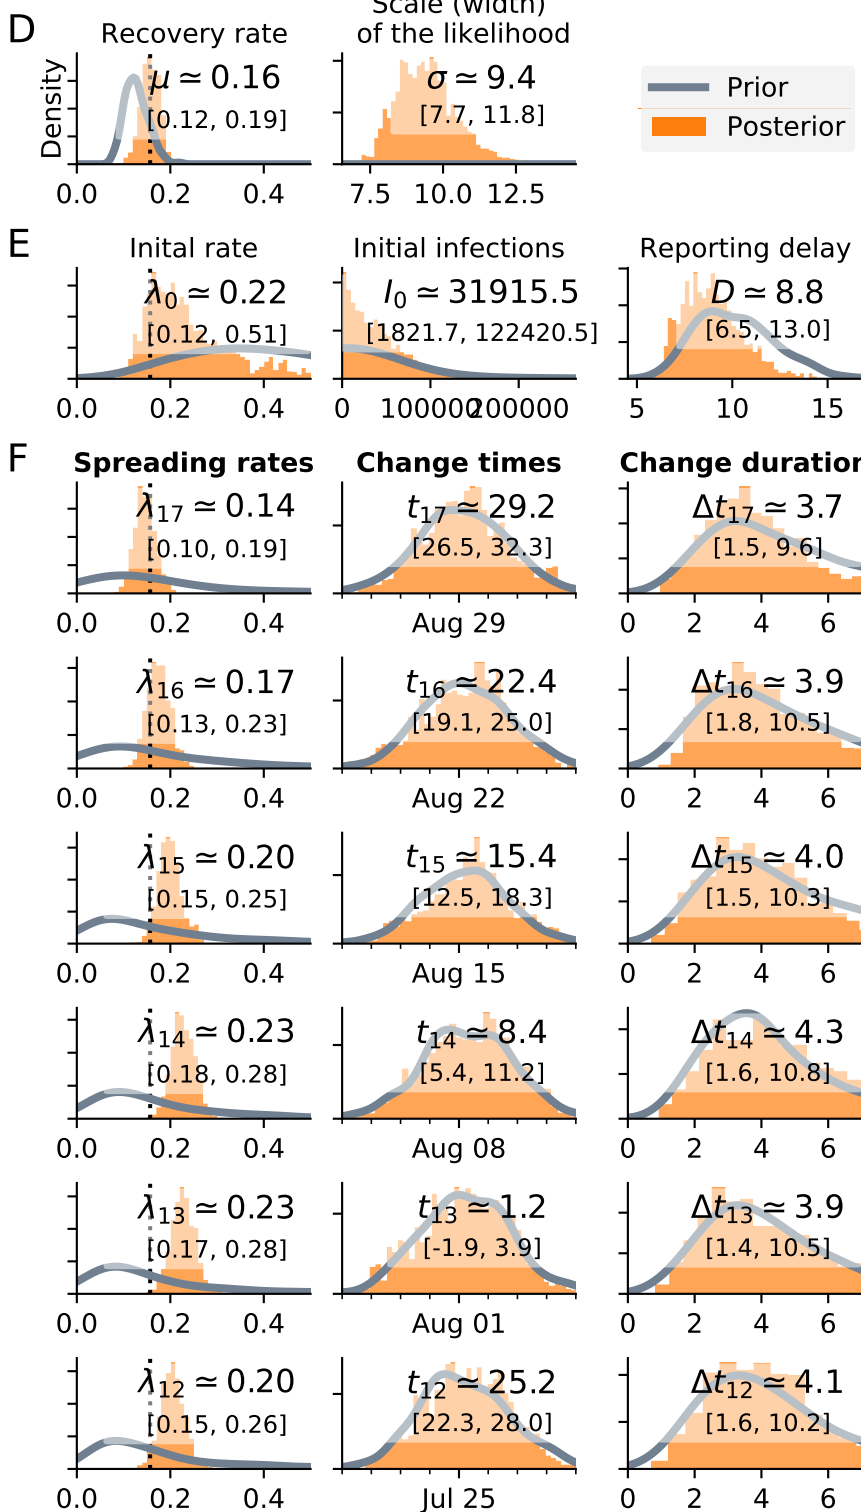 D
Scale (width)
Recovery rate
of the likelihood
Density
μ ≃ 0.16
[0.12, 0.19]
σ ≃ 9.4
[7.7, 11.8]
Prior
Posterior
0.0 0.2 0.4
7.5 10.0 12.5
E
Inital rate
Initial infections
Reporting delay
λ0 ≃ 0.22
[0.12, 0.51]
I0 ≃ 31915.5
[1821.7, 122420.5]
D ≃ 8.8
[6.5, 13.0]
0.0 0.2 0.4
0 100000 200000
5 10 15
F
Spreading rates
Change times
Change duration
λ17 ≃ 0.14
[0.10, 0.19]
t17 ≃ 29.2
[26.5, 32.3]
Δt17 ≃ 3.7
[1.5, 9.6]
0.0 0.2 0.4
Aug 29
0 2 4 6
λ16 ≃ 0.17
[0.13, 0.23]
t16 ≃ 22.4
[19.1, 25.0]
Δt16 ≃ 3.9
[1.8, 10.5]
0.0 0.2 0.4
Aug 22
0 2 4 6
λ15 ≃ 0.20
[0.15, 0.25]
t15 ≃ 15.4
[12.5, 18.3]
Δt15 ≃ 4.0
[1.5, 10.3]
0.0 0.2 0.4
Aug 15
0 2 4 6
λ14 ≃ 0.23
[0.18, 0.28]
t14 ≃ 8.4
[5.4, 11.2]
Δt14 ≃ 4.3
[1.6, 10.8]
0.0 0.2 0.4
Aug 08
0 2 4 6
λ13 ≃ 0.23
[0.17, 0.28]
t13 ≃ 1.2
[-1.9, 3.9]
Δt13 ≃ 3.9
[1.4, 10.5]
0.0 0.2 0.4
Aug 01
0 2 4 6
λ12 ≃ 0.20
[0.15, 0.26]
t12 ≃ 25.2
[22.3, 28.0]
Δt12 ≃ 4.1
[1.6, 10.2]
0.0 0.2 0.4
Jul 25
0 2 4 6